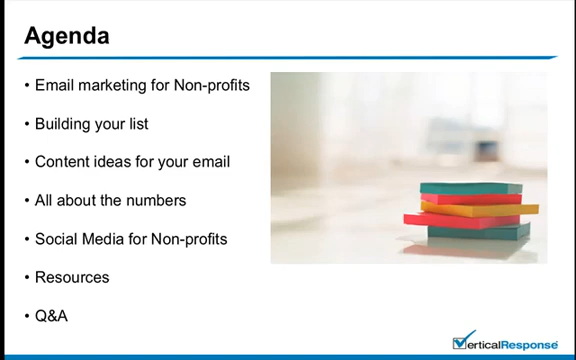 Agenda
• Email marketing for Non-profits
• Building your list
• Content ideas for your email
• All about the numbers
• Social Media for Non-profits
• Resources
• Q&A
VerticalResponse